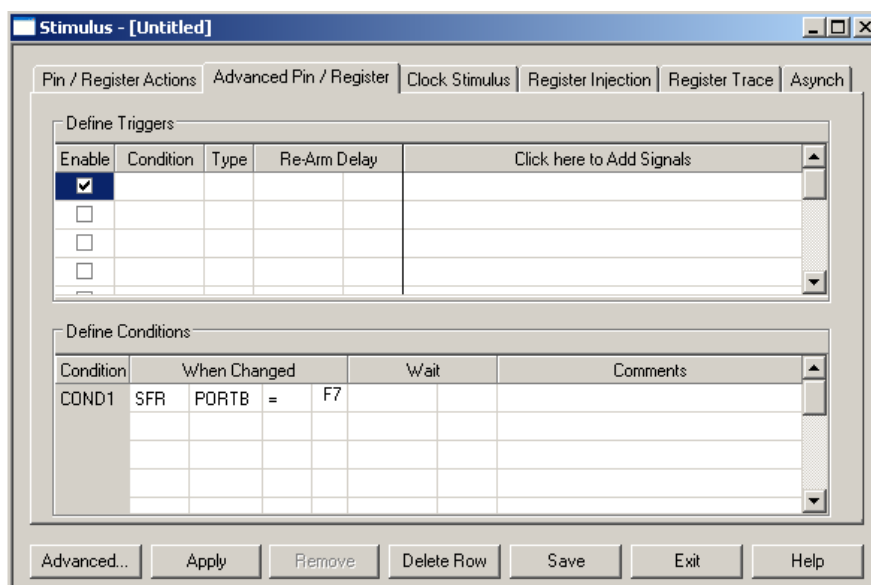 Stimulus - [Untitled]
Pin / Register Actions Advanced Pin / Register Clock Stimulus Register Injection Register Trace Asynch
Define Triggers
Enable Condition Type Re-Arm Delay Click here to Add Signals
Define Conditions
Condition When Changed Wait Comments
COND1 SFR PORTB = F7
Advanced... Apply Remove Delete Row Save Exit Help